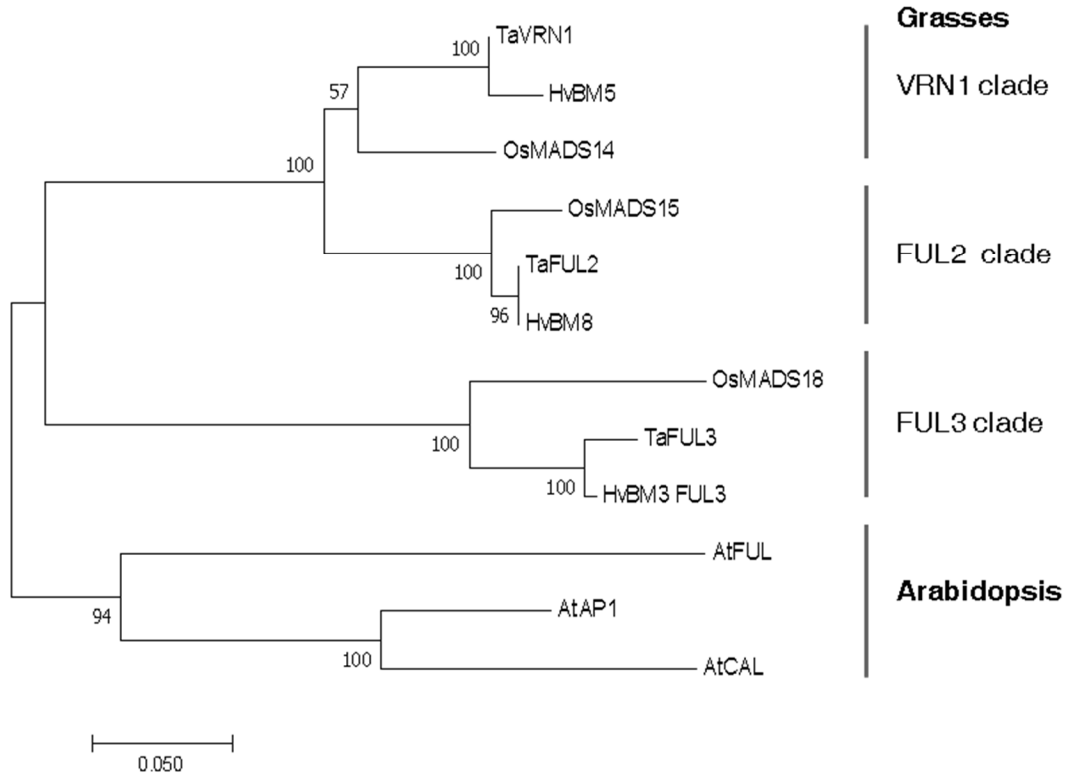 Grasses
TaVRN1
100
VRN1 clade
57
HvBM5
OsMADS14
100
OsMADS15
FUL2 clade
TaFUL2
100
96
HvBM8
OsMADS18
FUL3 clade
TaFUL3
100
100
HvBM3 FUL3
AtFUL
Arabidopsis
94
AtAP1
100
AtCAL
0.050